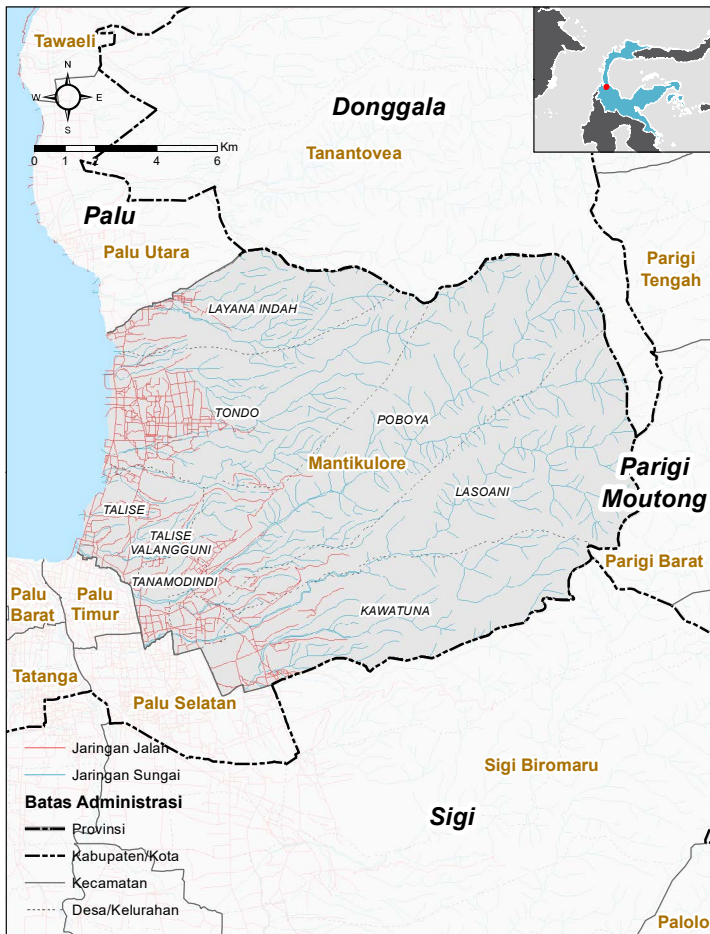 Tawaeli
N
W
E
S
0 1 2 4 6 Km
Donggala
Tanantovea
Palu
Palu Utara
Parigi
Tengah
LAYANA INDAH
TONDO
POBOYA
Mantikulore
LASOANI
Parigi
Moutong
TALISE
TALISE
VALANGGUNI
TANAMODINDI
KAWATUNA
Parigi Barat
Palu
Barat
Palu
Timur
Tatanga
Palu Selatan
Sigi Biromaru
Sigi
Palolo
Jaringan Jalan
Jaringan Sungai
Batas Administrasi
Provinsi
Kabupaten/Kota
Kecamatan
Desa/Kelurahan